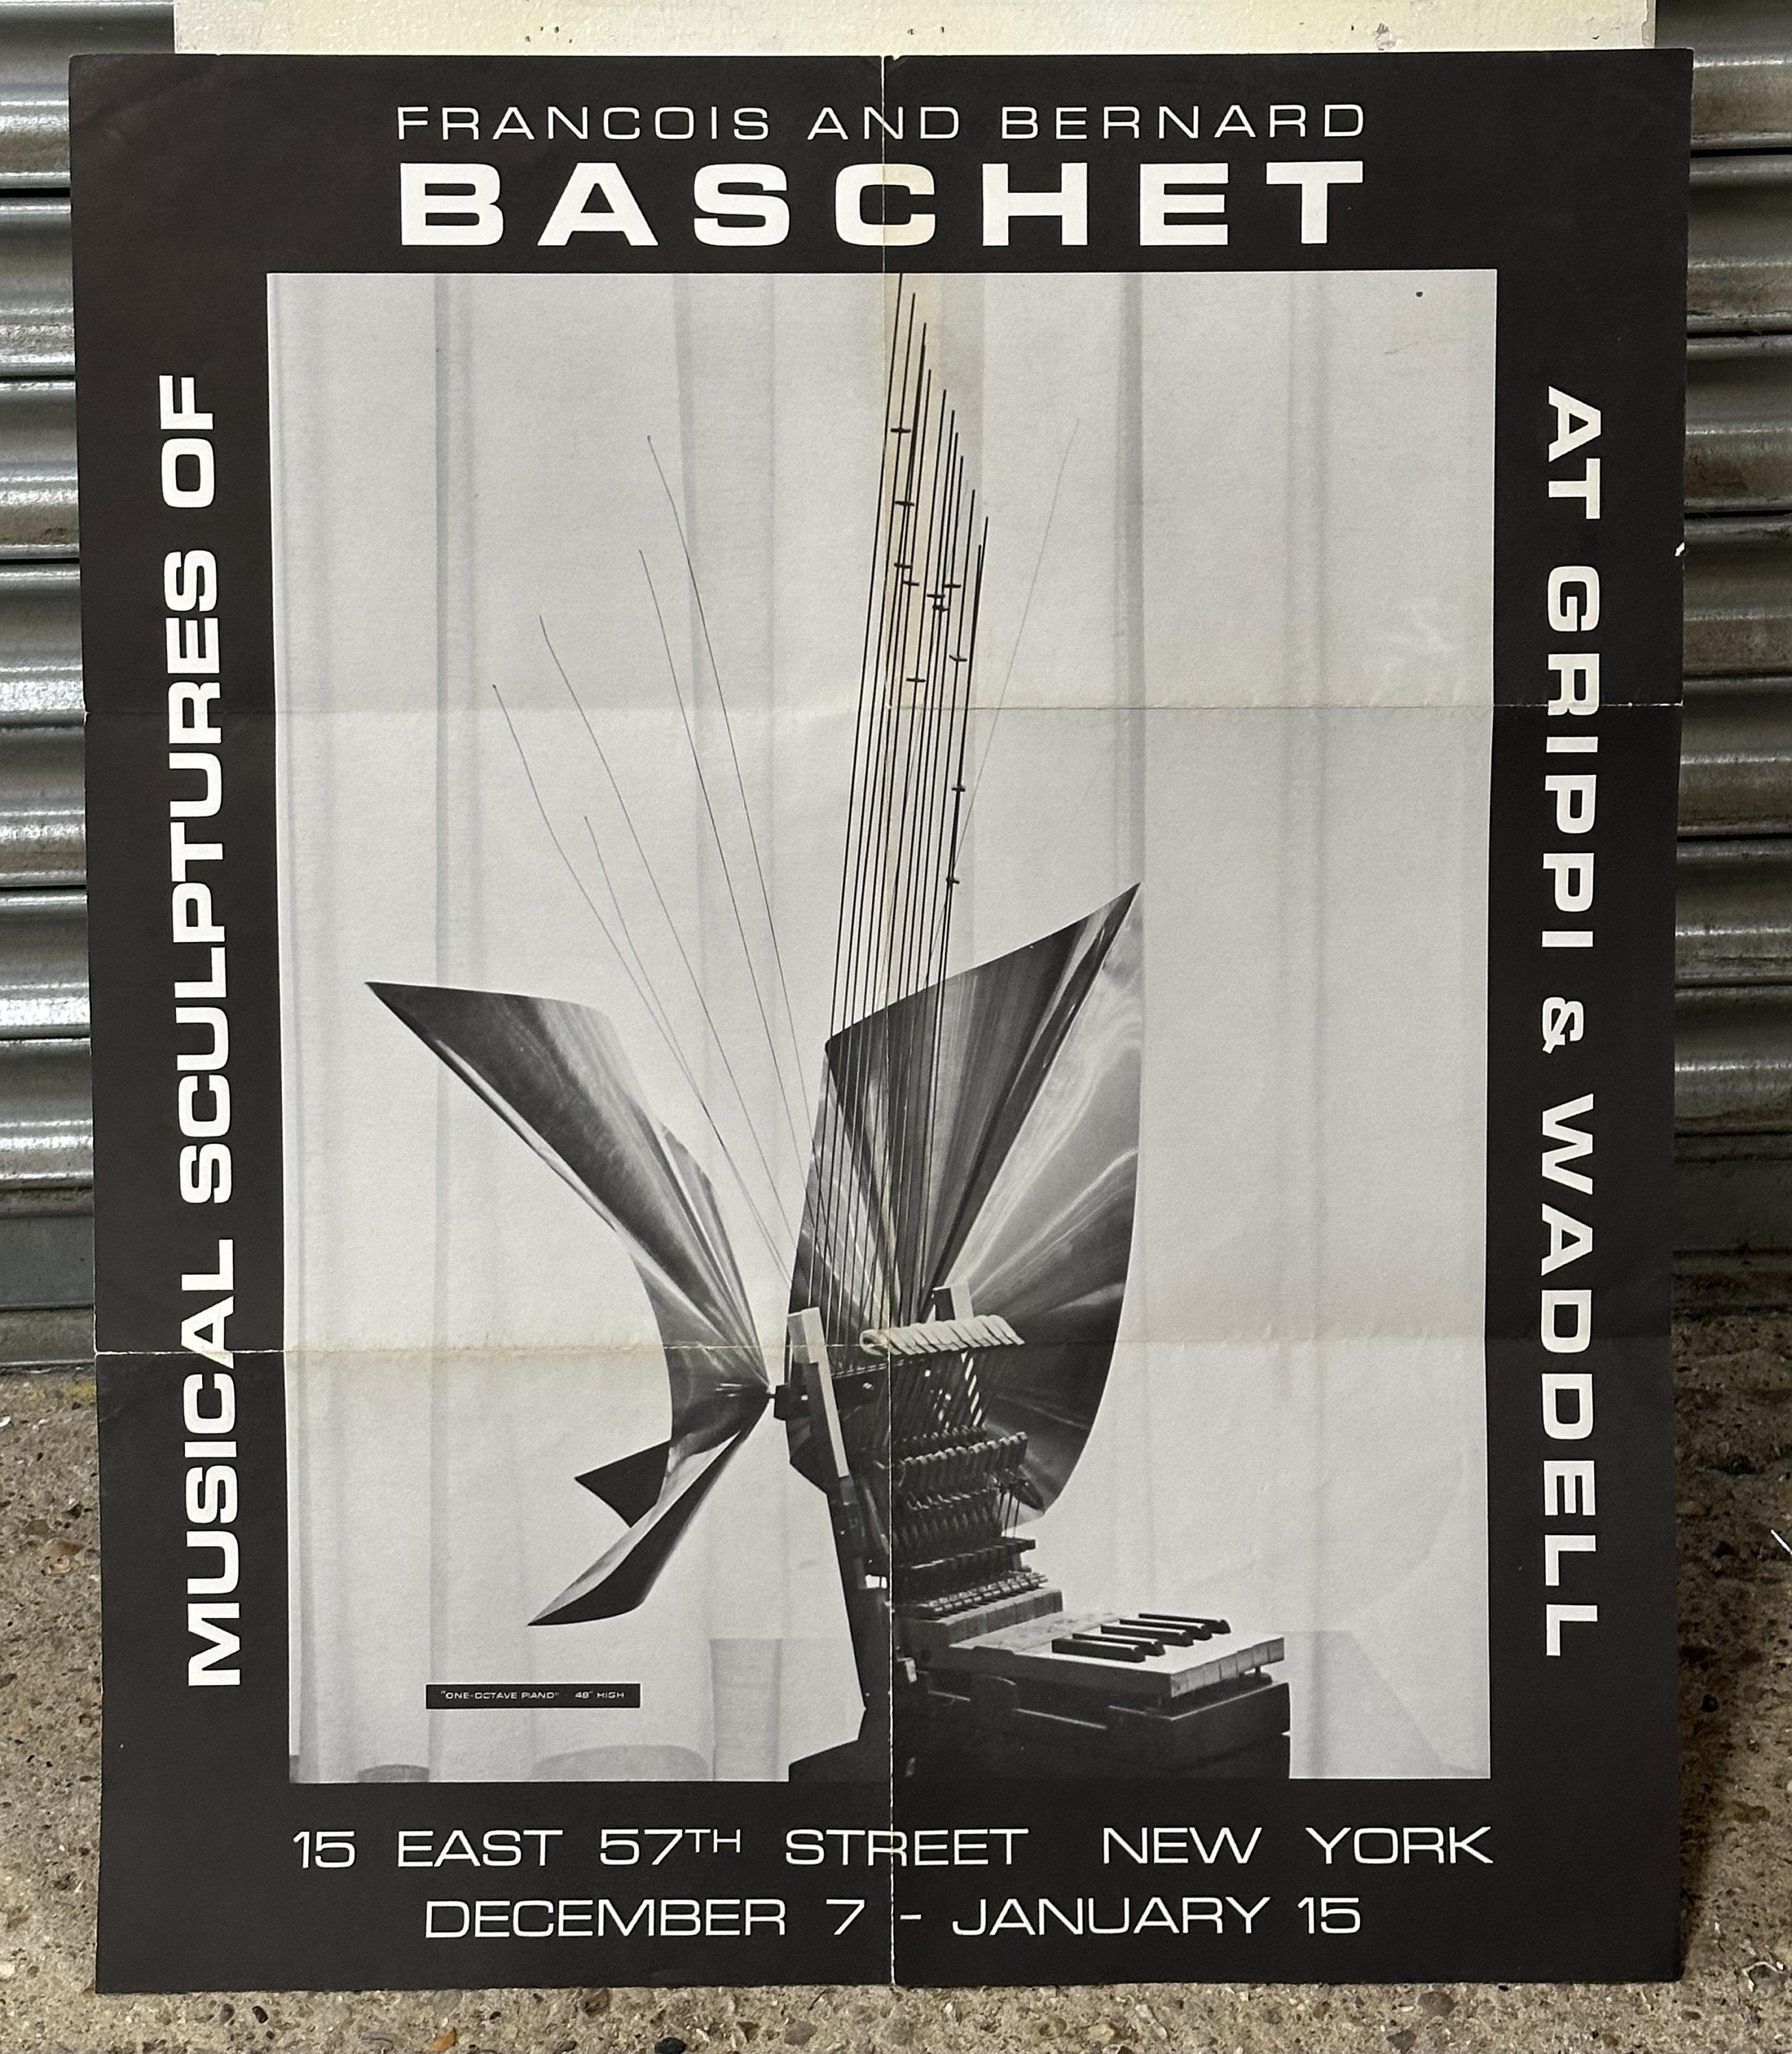 FRANCOIS AND BERNARD
BASCHET
MUSICAL SCULPTURES OF
AT GRIPPI & WADDELL
"ONE-OCTAVE PIANO" 48" HIGH
15 EAST 57TH STREET NEW YORK
DECEMBER 7 - JANUARY 15